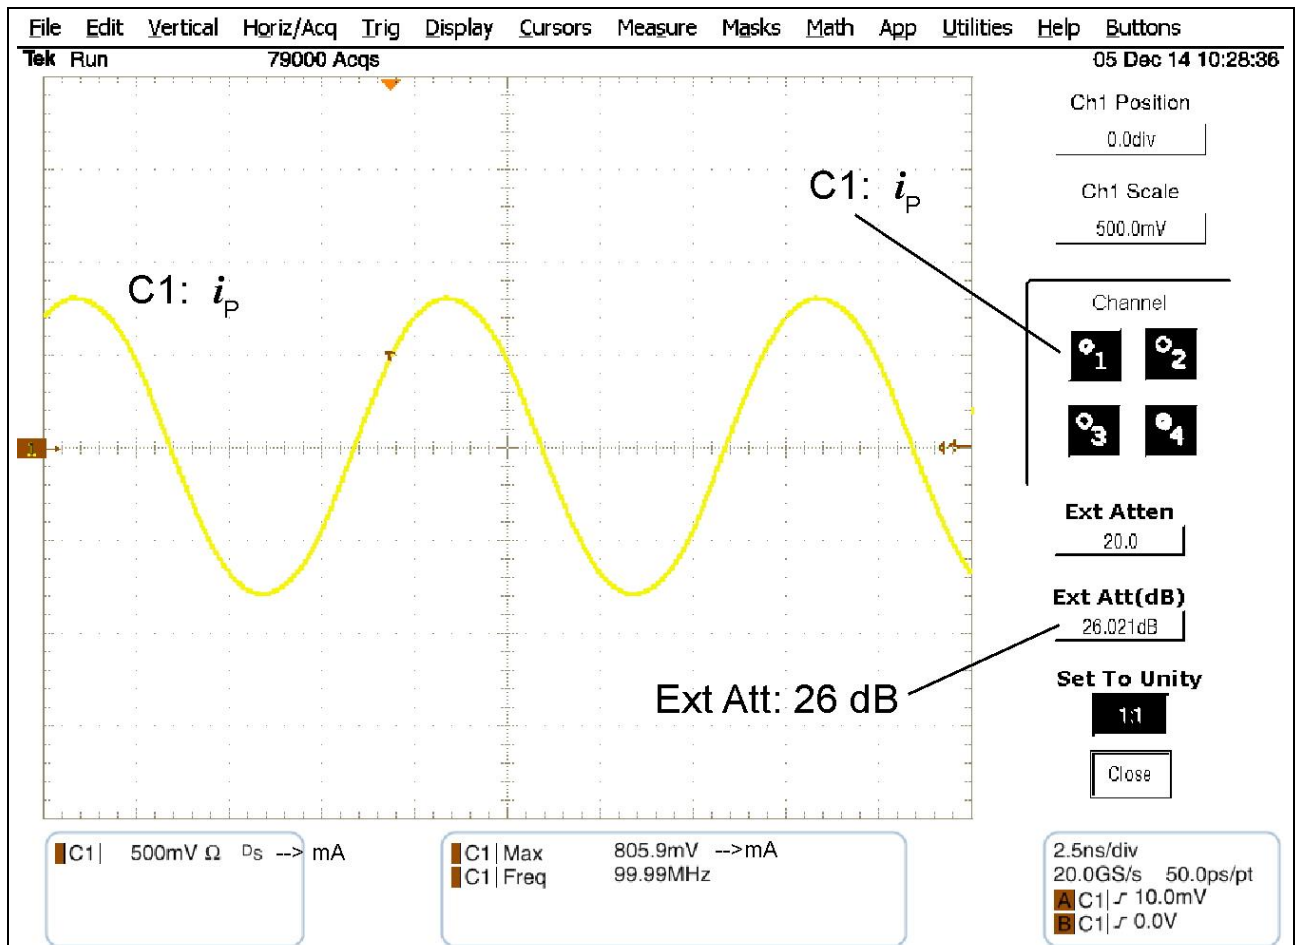 File Edit Vertical Horiz/Acq Trig Display Cursors Measure Masks Math App Utilities Help Buttons
Tek Run 79000 Acqs 05 Dec 14 10:28:36
Ch1 Position
0.0div
Ch1 Scale
500.0mV
C1: iP
C1: iP
Channel
1 2
3 4
T
1
Ext Atten
20.0
Ext Att(dB)
26.021dB
Ext Att: 26 dB
Set To Unity
1:1
Close
C1 500mV Ω Ds --> mA
C1 Max 805.9mV -->mA
C1 Freq 99.99MHz
2.5ns/div
20.0GS/s 50.0ps/pt
A C1 10.0mV
B C1 0.0V